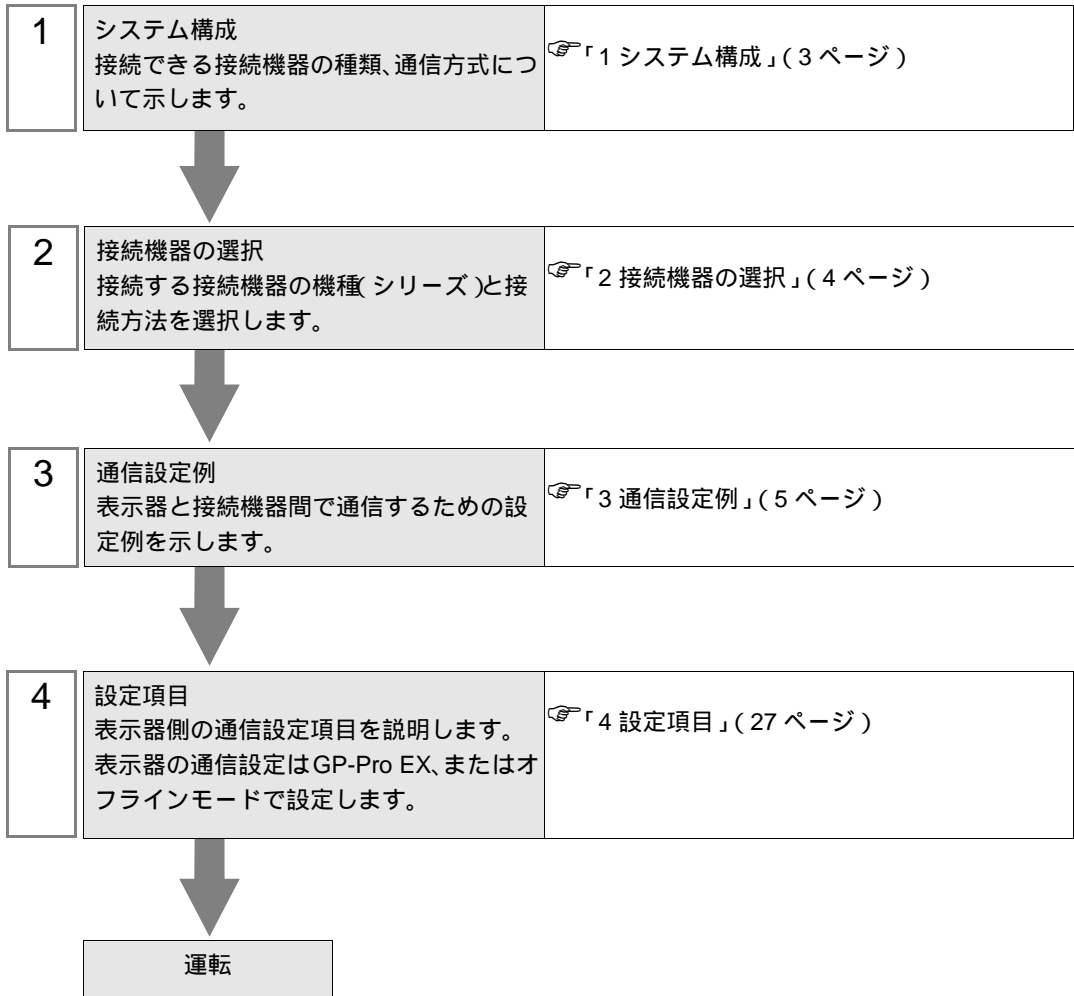 1
システム構成
接続できる接続機器の種類、通信方式につ
いて示します。
☞「1 システム構成」( 3 ページ )
2
接続機器の選択
接続する接続機器の機種( シリーズ )と接
続方法を選択します。
☞「2 接続機器の選択」( 4 ページ )
3
通信設定例
表示器と接続機器間で通信するための設
定例を示します。
☞「3 通信設定例」( 5 ページ )
4
設定項目
表示器側の通信設定項目を説明します。
表示器の通信設定はGP-Pro EX、またはオ
フラインモードで設定します。
☞「4 設定項目」( 27 ページ )
運転